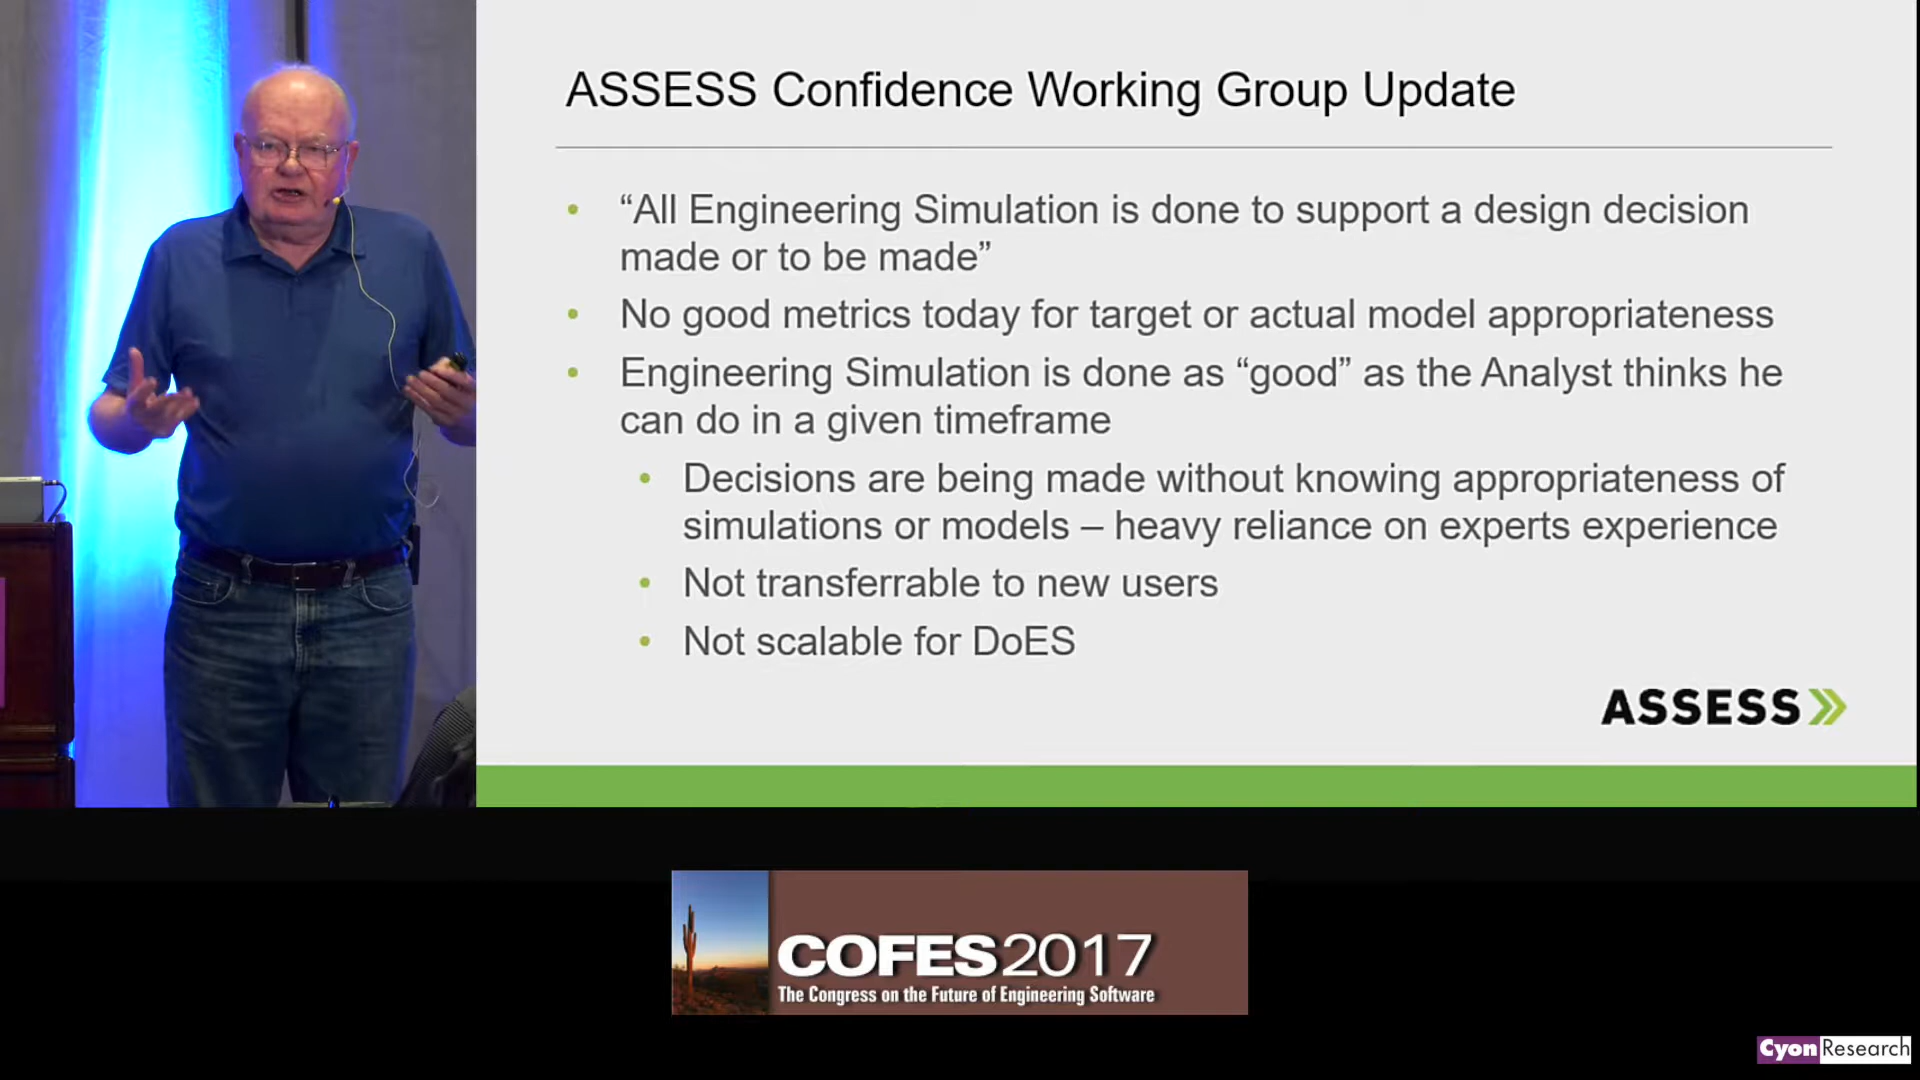 ASSESS Confidence Working Group Update
• “All Engineering Simulation is done to support a design decision
made or to be made”
• No good metrics today for target or actual model appropriateness
• Engineering Simulation is done as “good” as the Analyst thinks he
can do in a given timeframe
• Decisions are being made without knowing appropriateness of
simulations or models – heavy reliance on experts experience
• Not transferrable to new users
• Not scalable for DoES
ASSESS
COFES2017
The Congress on the Future of Engineering Software
CyonResearch